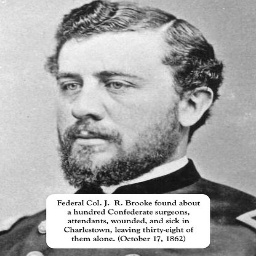 Federal Col. J. R. Brooke found about
a hundred Confederate surgeons,
attendants, wounded, and sick in
Charlestown, leaving thirty-eight of
them alone. (October 17, 1862)